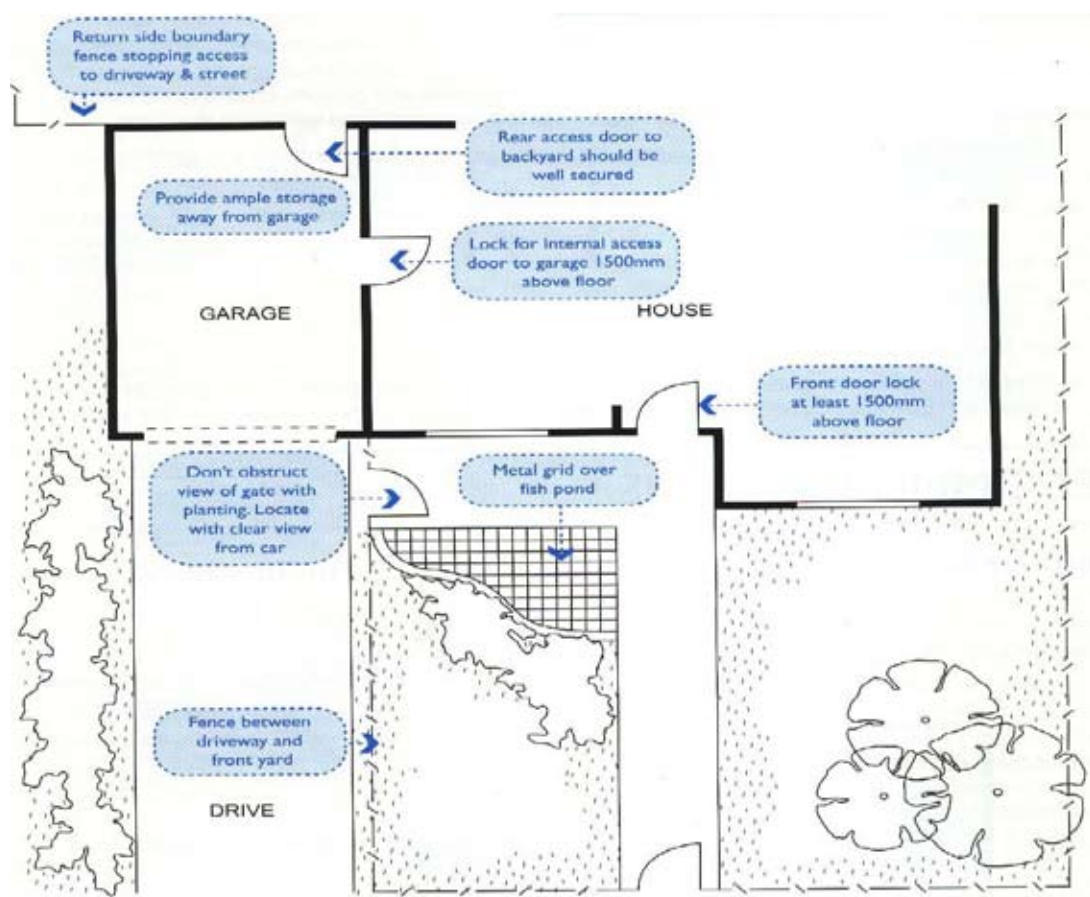 Return side boundary
fence stopping access
to driveway & street
Rear access door to
backyard should be
well secured
Provide ample storage
away from garage
Lock for internal access
door to garage 1500mm
above floor
GARAGE
HOUSE
Front door lock
at least 1500mm
above floor
Don't obstruct
view of gate with
planting. Locate
with clear view
from car
Metal grid over
fish pond
Fence between
driveway and
front yard
DRIVE